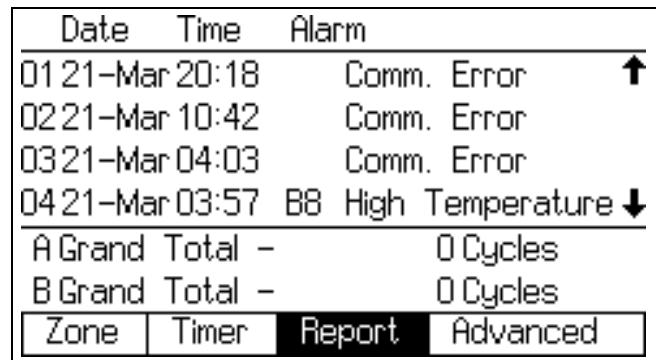 Date Time Alarm
01 21-Mar 20:18 Comm. Error
02 21-Mar 10:42 Comm. Error
03 21-Mar 04:03 Comm. Error
04 21-Mar 03:57 B8 High Temperature
A Grand Total - 0 Cycles
B Grand Total - 0 Cycles
Zone Timer Report Advanced